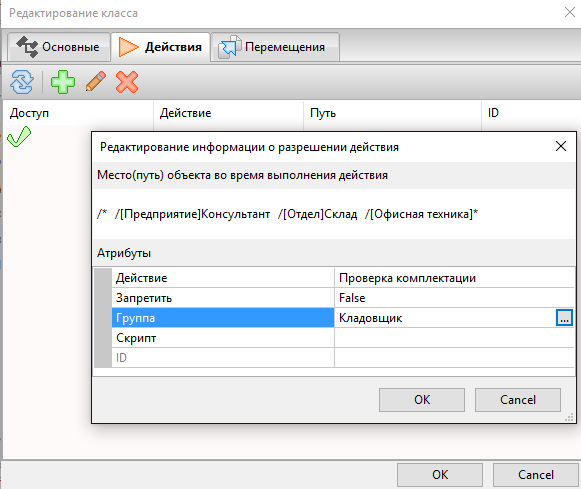 Редактирование класса
Основные Действия Перемещения
Доступ Действие Путь ID
Редактирование информации о разрешении действия
Место(путь) объекта во время выполнения действия
/* /[Предприятие]Консультант /[Отдел]Склад /[Офисная техника]*
Атрибуты
Действие Проверка комплектации
Запретить False
Группа Кладовщик ...
Скрипт
ID
OK Cancel
OK Cancel